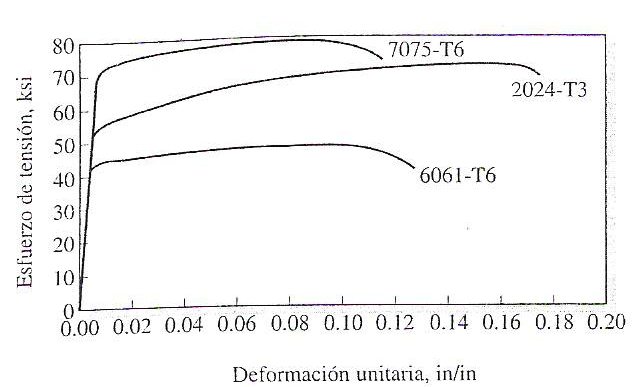 Esfuerzo de tensión, ksi
80
70
60
50
40
30
20
10
0
7075-T6
2024-T3
6061-T6
0.00 0.02 0.04 0.06 0.08 0.10 0.12 0.14 0.16 0.18 0.20
Deformación unitaria, in/in